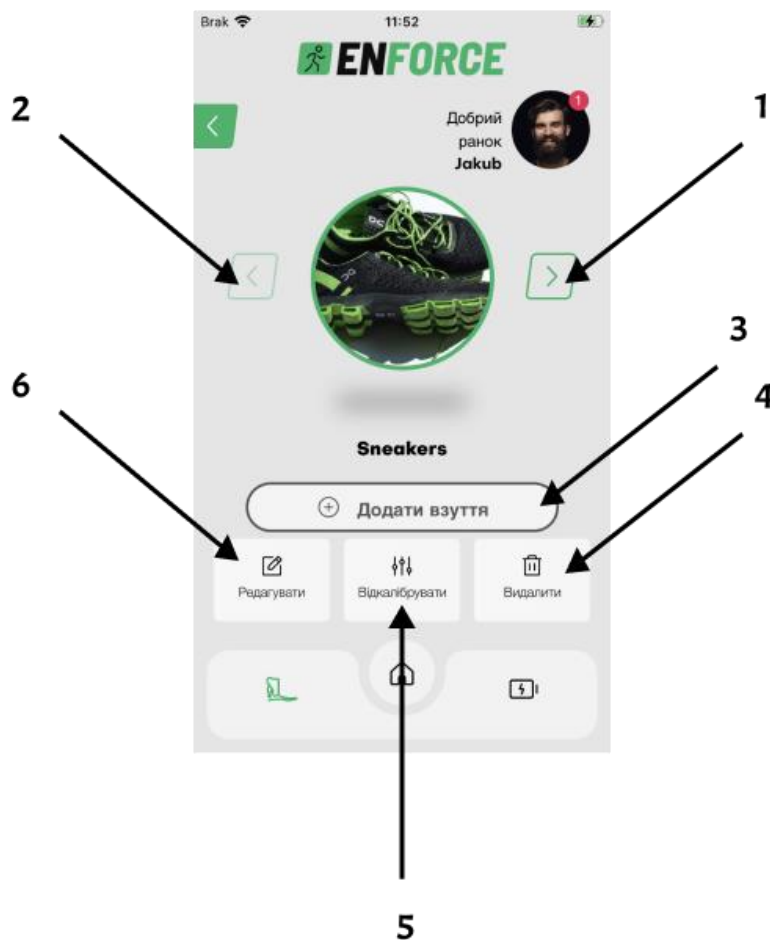 Brak 11:52
ENFORCE
2
1
Добрий
ранок
Jakub
1
3
6
4
Sneakers
Додати взуття
Редагувати Відкалібрувати Видалити
5